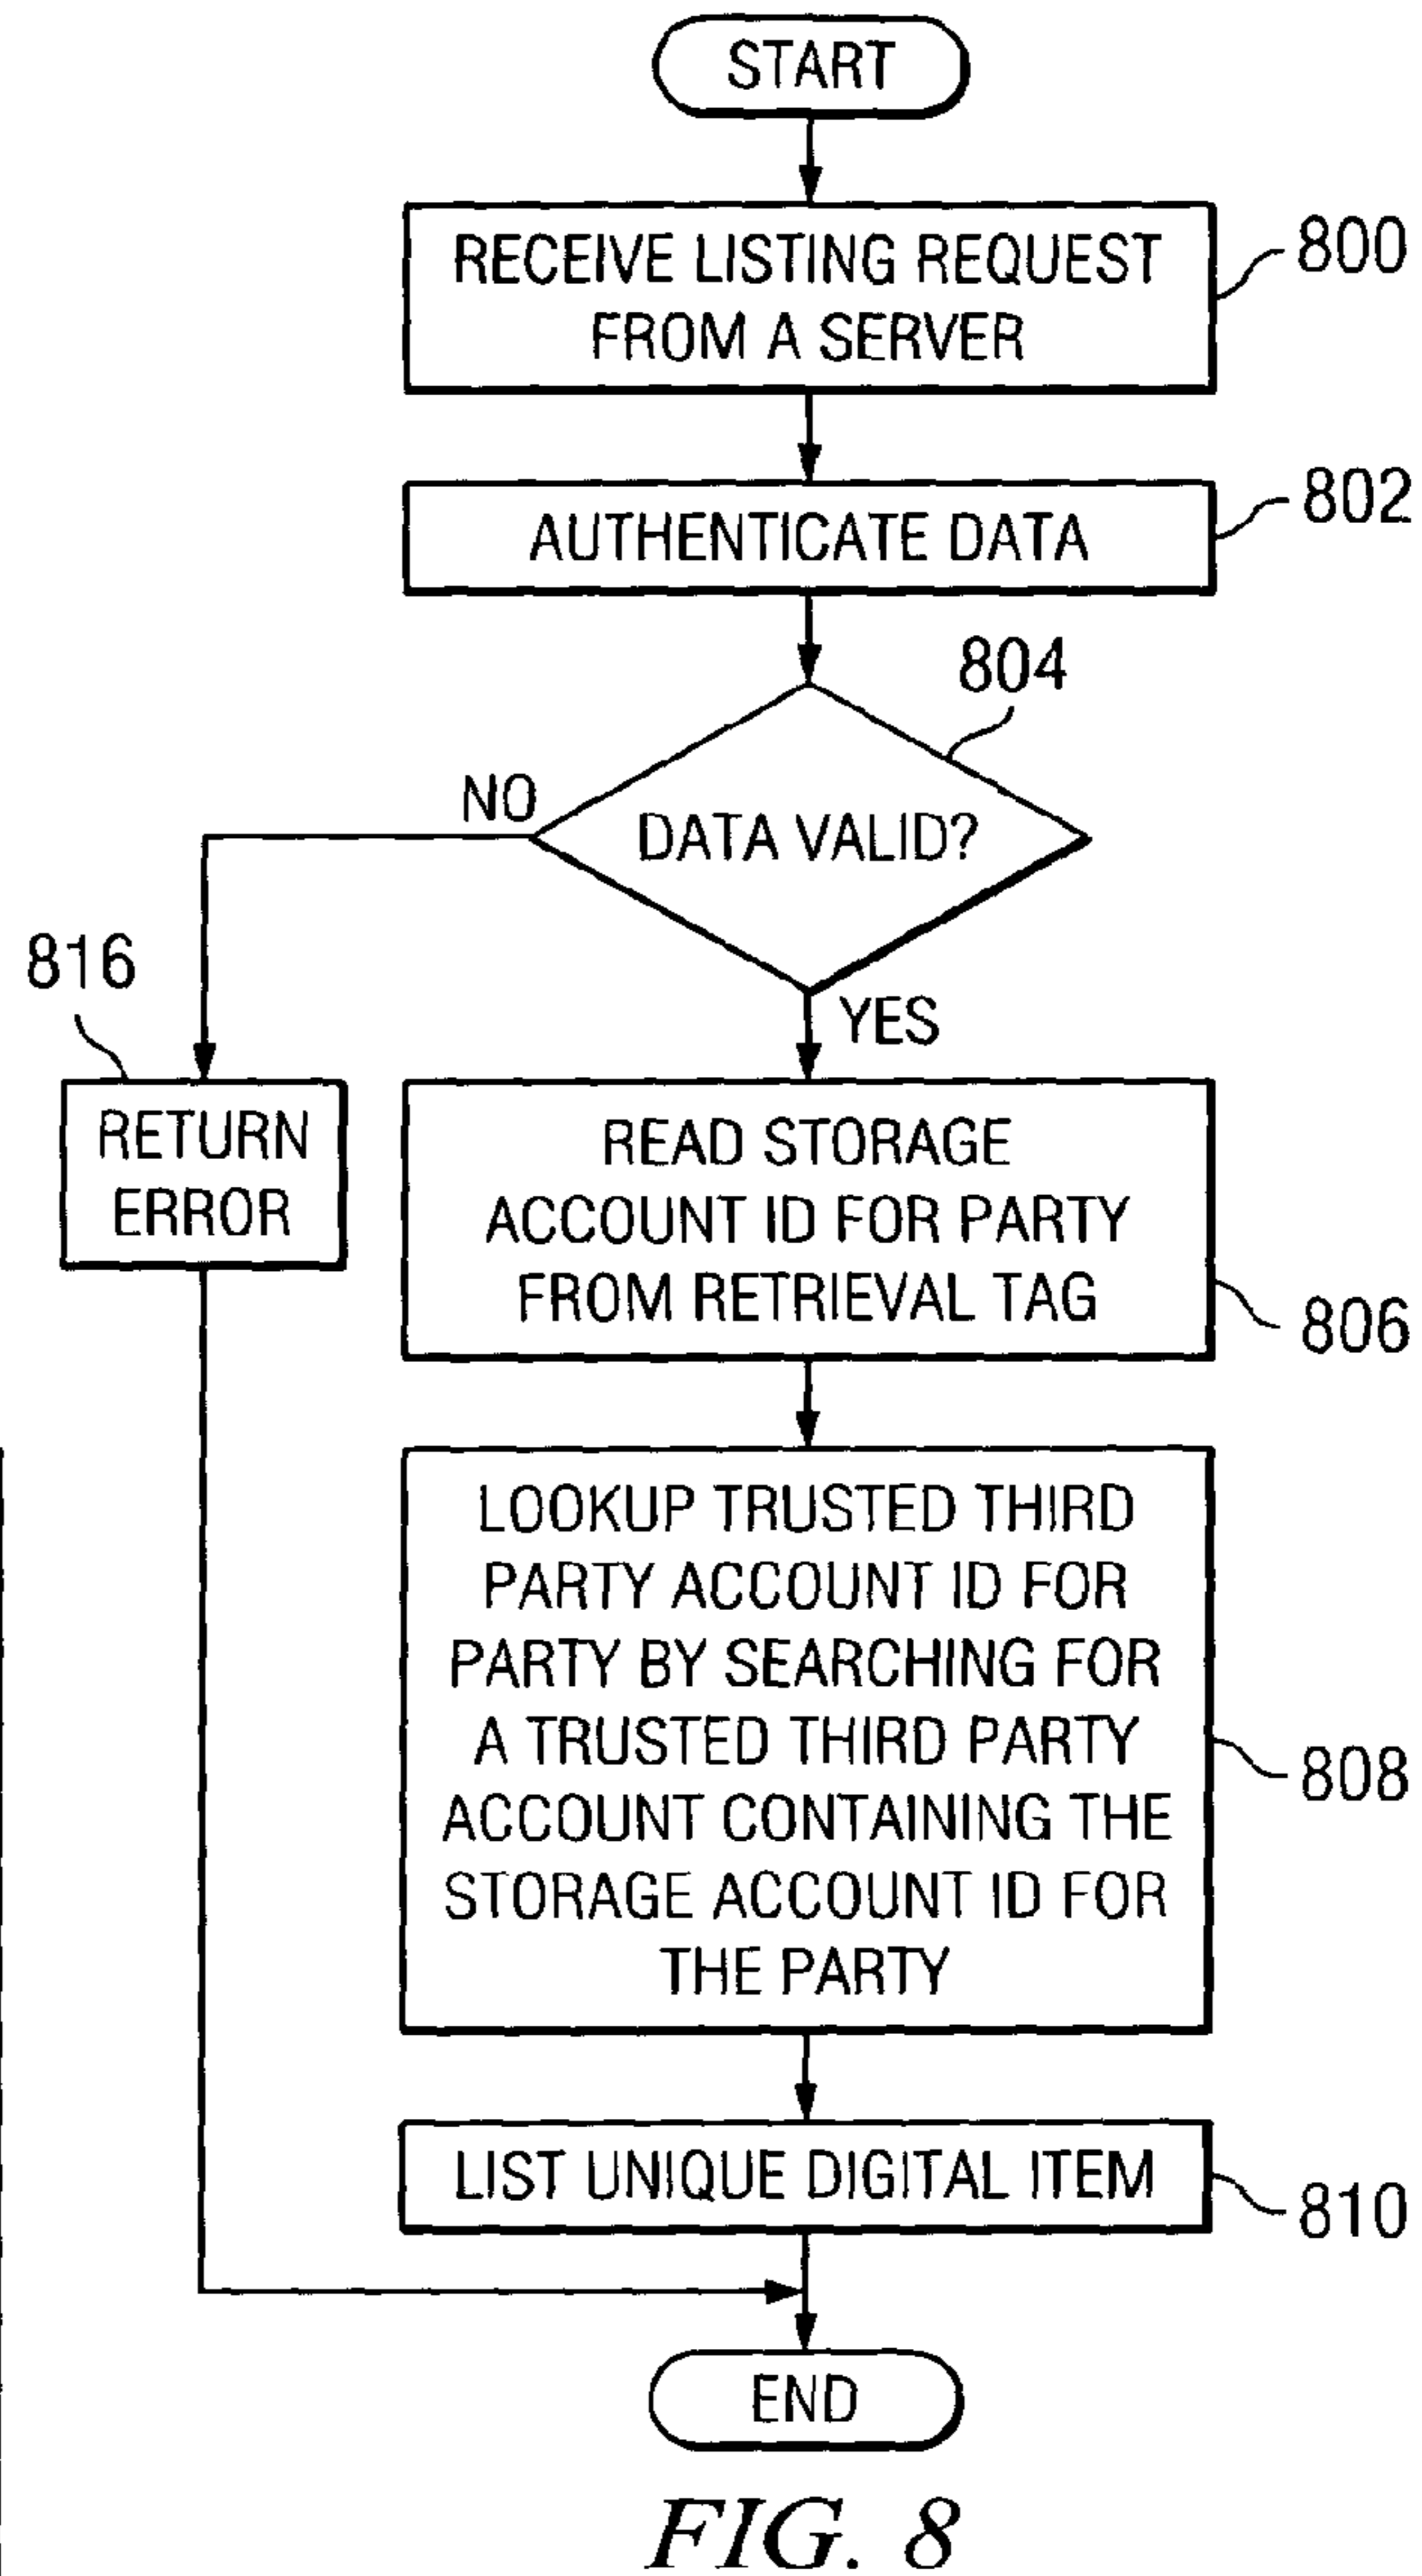 START
RECEIVE LISTING REQUEST
FROM A SERVER
800
AUTHENTICATE DATA
802
804
DATA VALID?
NO
YES
816
RETURN
ERROR
READ STORAGE
ACCOUNT ID FOR PARTY
FROM RETRIEVAL TAG
806
LOOKUP TRUSTED THIRD
PARTY ACCOUNT ID FOR
PARTY BY SEARCHING FOR
A TRUSTED THIRD PARTY
ACCOUNT CONTAINING THE
STORAGE ACCOUNT ID FOR
THE PARTY
808
LIST UNIQUE DIGITAL ITEM
810
END
FIG. 8